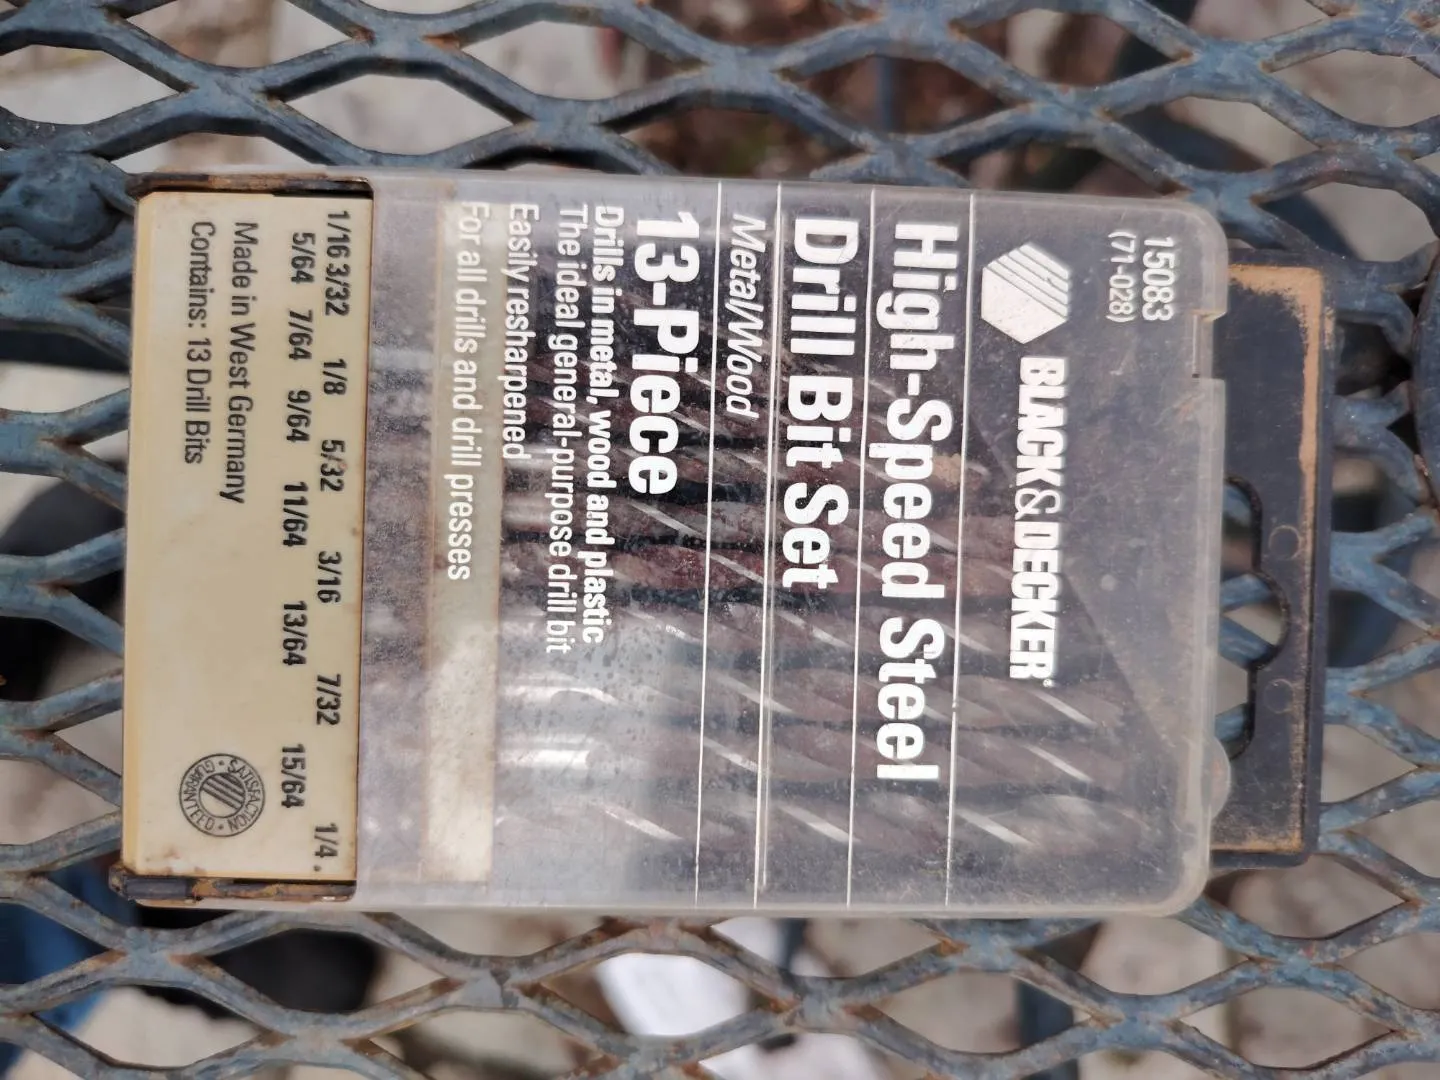 15083
(71-028)
BLACK&DECKER®
High-Speed Steel
Drill Bit Set
Metal/Wood
13-Piece
Drills in metal, wood and plastic
The ideal general-purpose drill bit
Easily resharpened
For all drills and drill presses
1/16 3/32 1/8 5/32 3/16 7/32 1/4
5/64 7/64 9/64 11/64 13/64 15/64
Made in West Germany
Contains: 13 Drill Bits
SATISFACTION
GUARANTEED